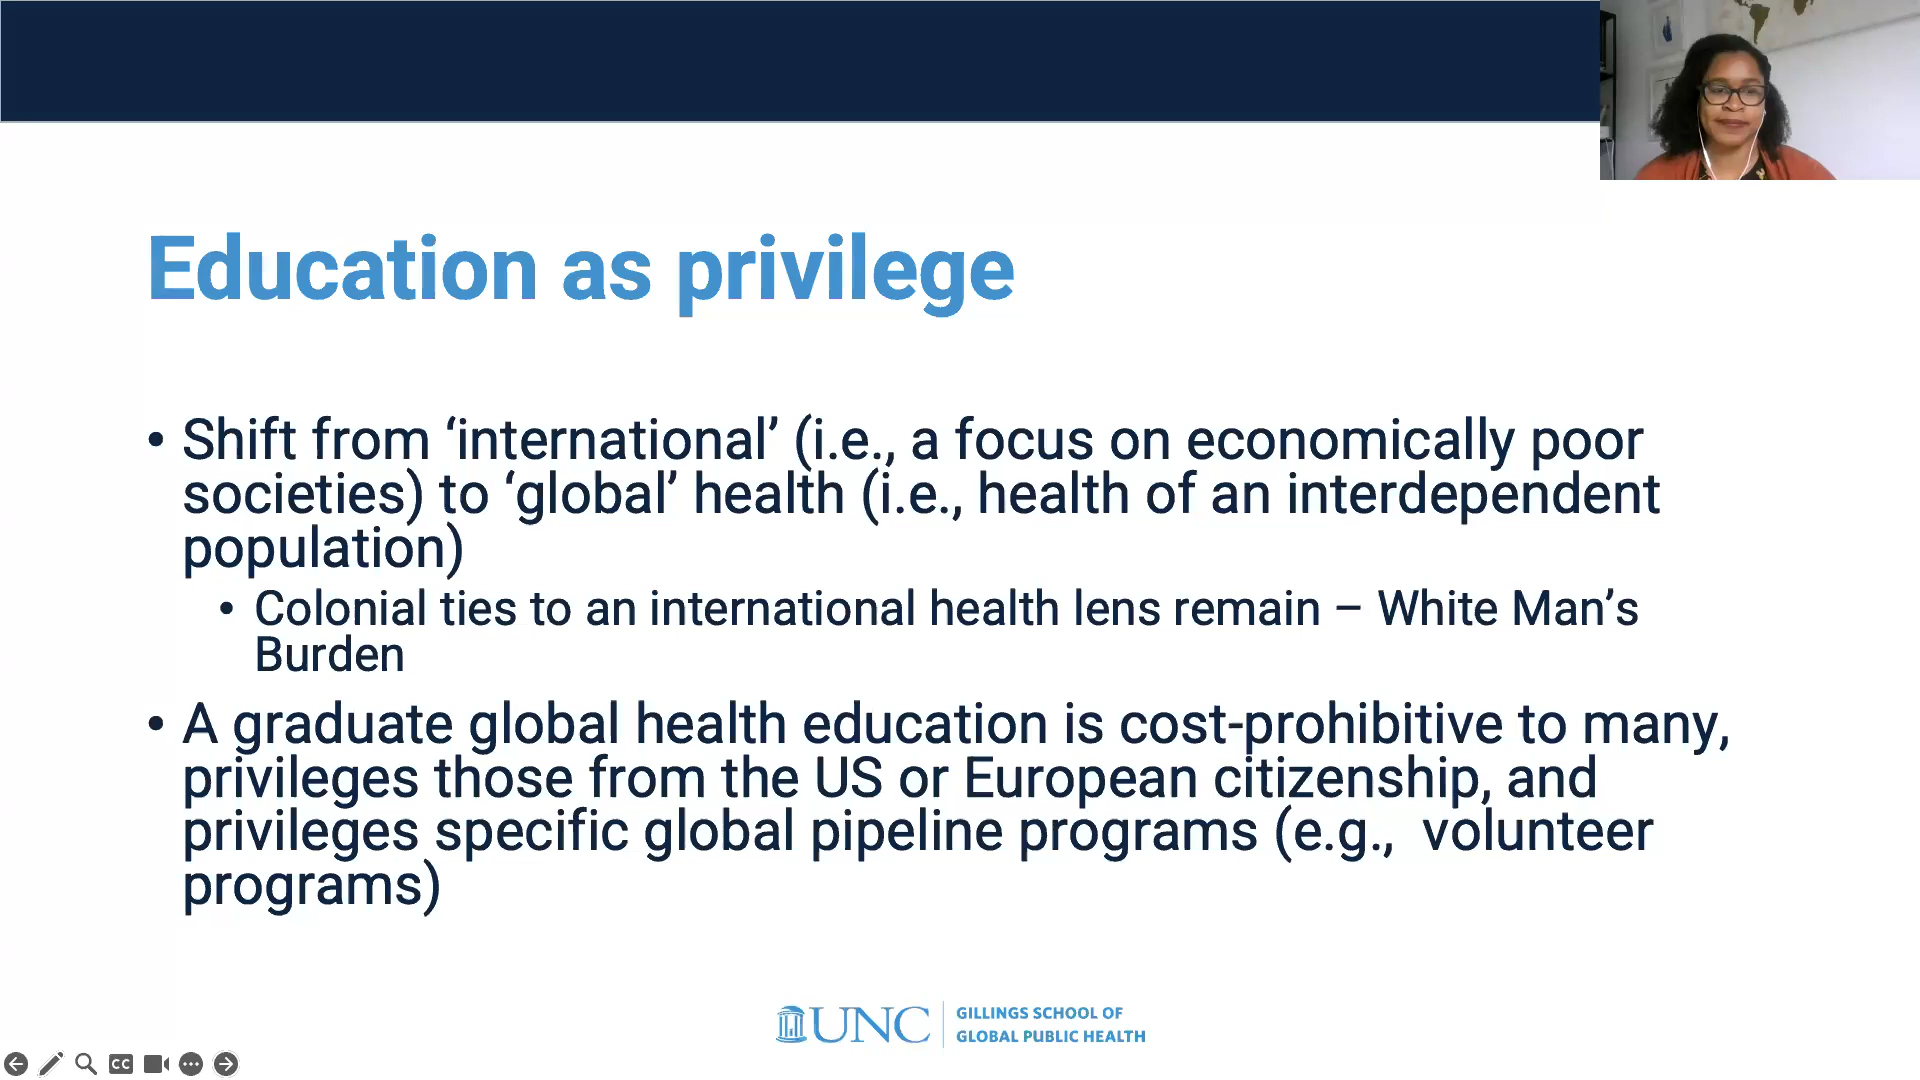 Education as privilege
• Shift from ‘international’ (i.e., a focus on economically poor
societies) to ‘global’ health (i.e., health of an interdependent
population)
• Colonial ties to an international health lens remain – White Man’s
Burden
• A graduate global health education is cost-prohibitive to many,
privileges those from the US or European citizenship, and
privileges specific global pipeline programs (e.g.,  volunteer
programs)
UNC
GILLINGS SCHOOL OF
GLOBAL PUBLIC HEALTH
CC